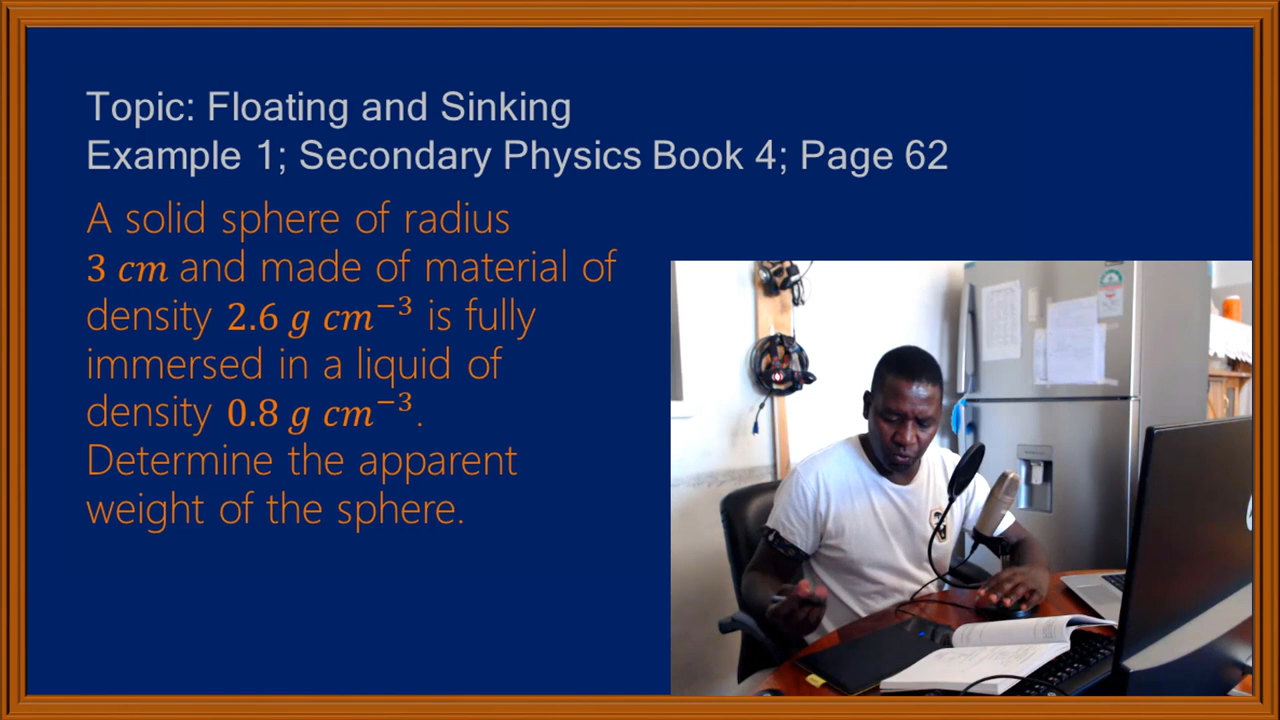 Topic: Floating and Sinking
Example 1; Secondary Physics Book 4; Page 62
A solid sphere of radius
3 cm and made of material of
density 2.6 g cm⁻³ is fully
immersed in a liquid of
density 0.8 g cm⁻³.
Determine the apparent
weight of the sphere.